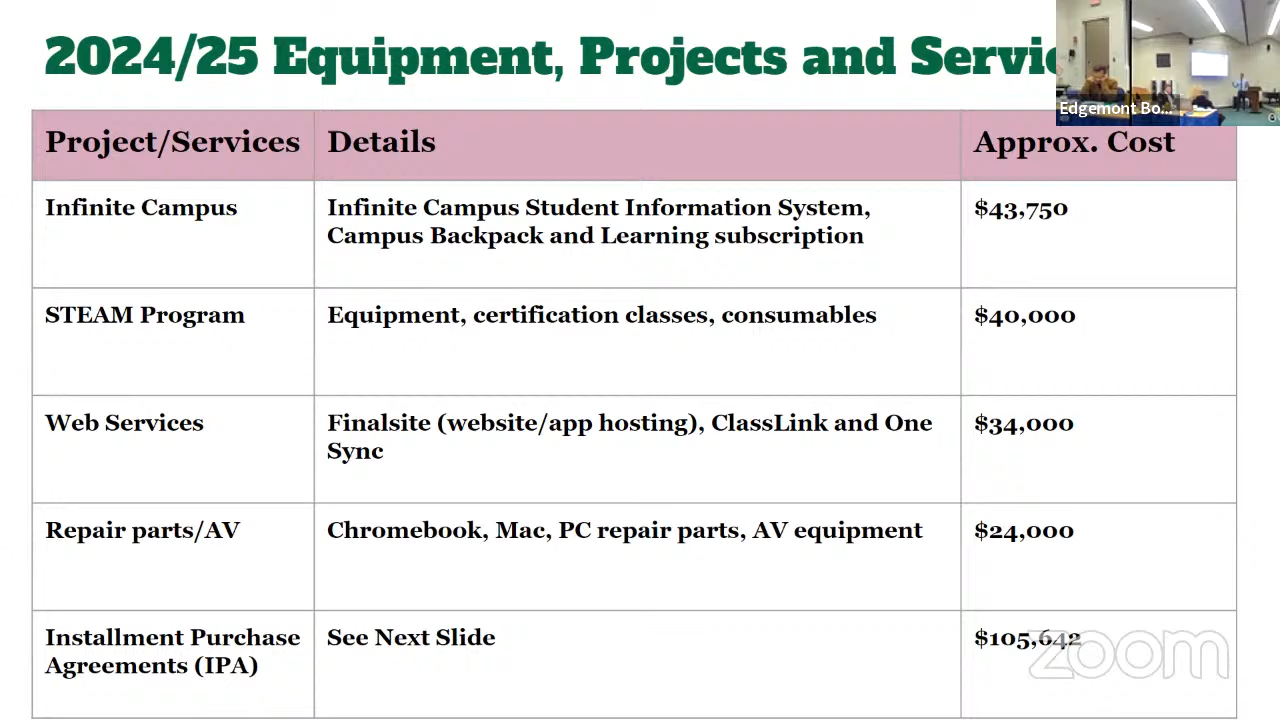 2024/25 Equipment, Projects and Servic
Edgemont Bo...
Project/Services
Details
Approx. Cost
Infinite Campus
Infinite Campus Student Information System,
Campus Backpack and Learning subscription
$43,750
STEAM Program
Equipment, certification classes, consumables
$40,000
Web Services
Finalsite (website/app hosting), ClassLink and One
Sync
$34,000
Repair parts/AV
Chromebook, Mac, PC repair parts, AV equipment
$24,000
Installment Purchase
Agreements (IPA)
See Next Slide
$105,642
zoom